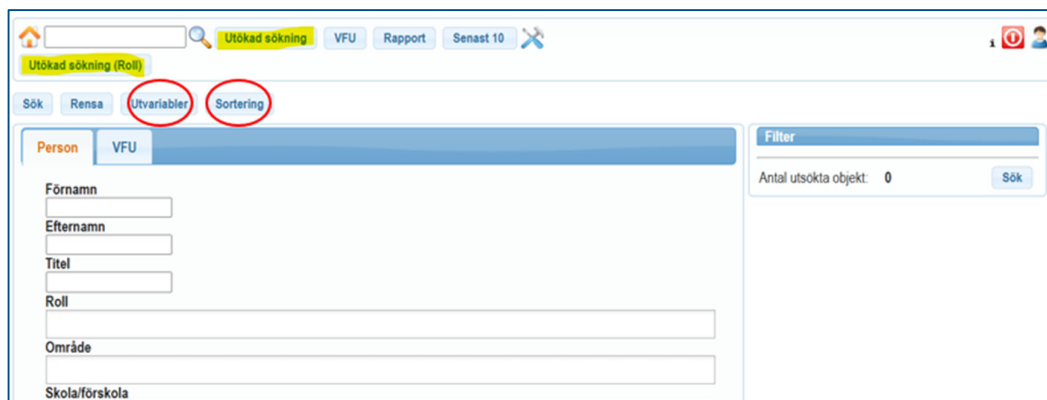 Utökad sökning VFU Rapport Senast 10 i
Utökad sökning (Roll)
Sök Rensa Utvariabler Sortering
Person VFU
Filter
Antal utsökta objekt: 0 Sök
Förnamn
Efternamn
Titel
Roll
Område
Skola/förskola